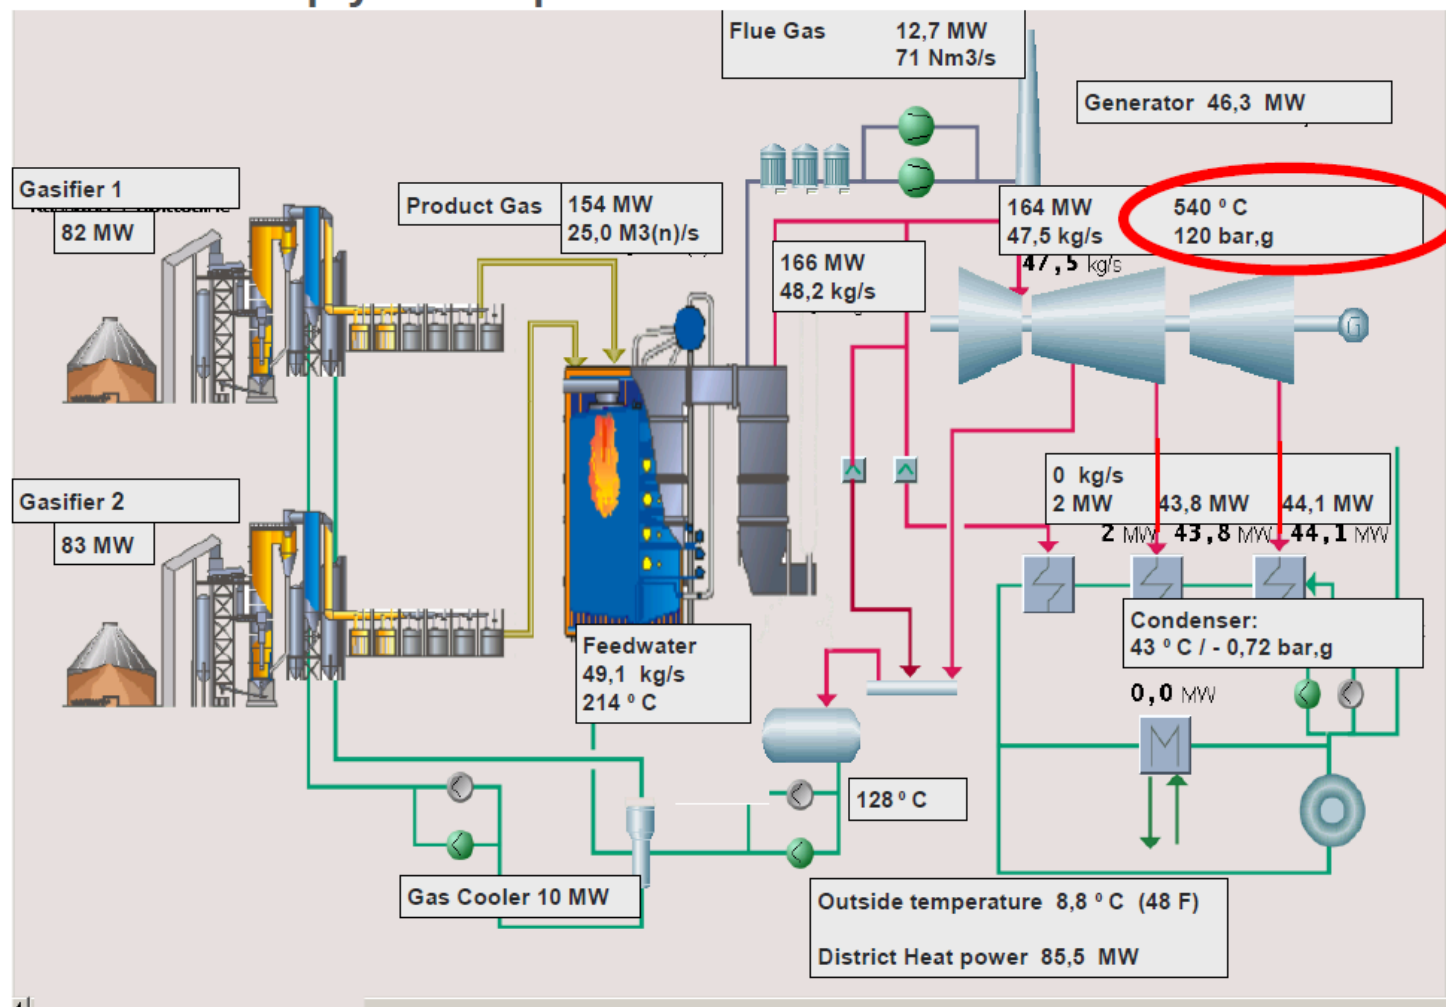 Flue Gas 12,7 MW
71 Nm3/s
Generator 46,3 MW
Gasifier 1
82 MW
Product Gas 154 MW
25,0 M3(n)/s
164 MW 540 º C
47,5 kg/s 120 bar,g
47,5 kg/s
166 MW
48,2 kg/s
G
Gasifier 2
83 MW
0 kg/s
2 MW 43,8 MW 44,1 MW
2 MW 43,8 MW 44,1 MW
Condenser:
43 º C / - 0,72 bar,g
Feedwater
49,1 kg/s
214 º C
0,0 MW
M
128 º C
Gas Cooler 10 MW
Outside temperature 8,8 º C (48 F)
District Heat power 85,5 MW